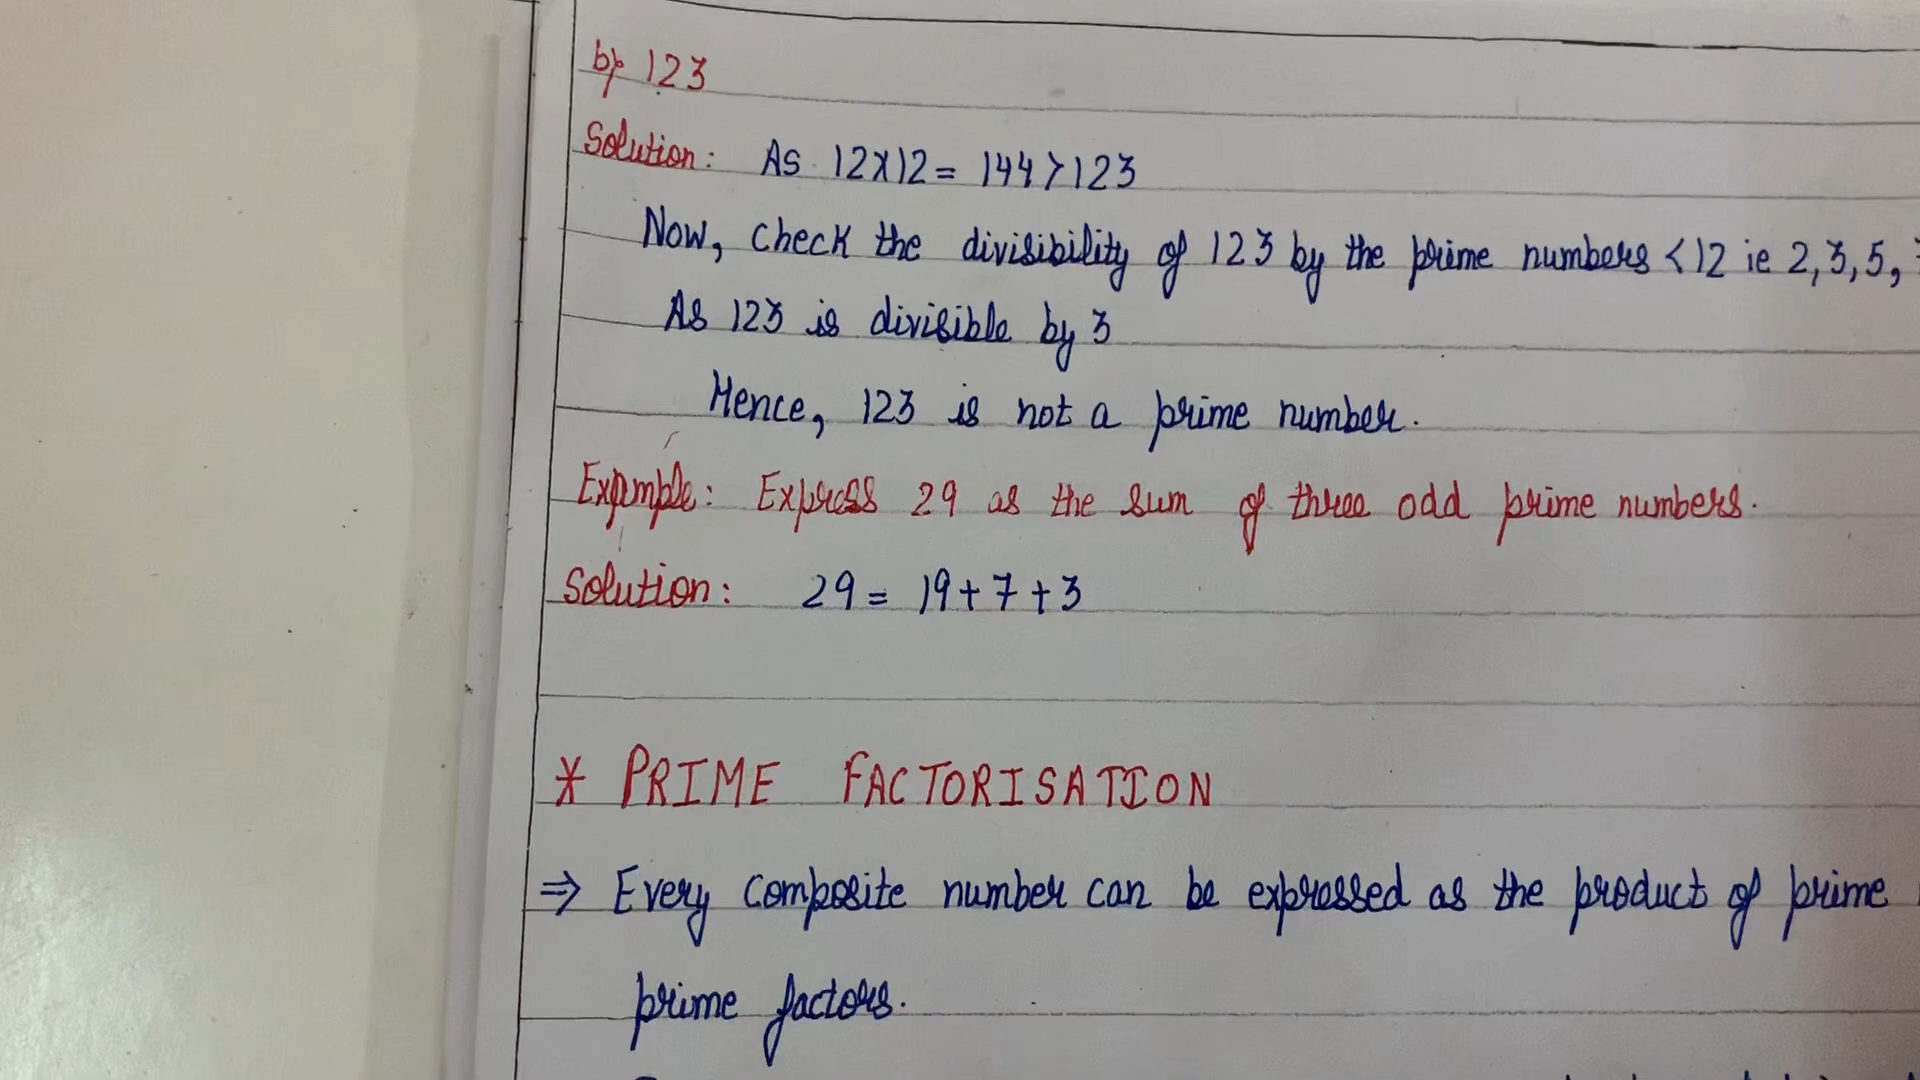 b) 123
Solution: As 12x12 = 144 > 123
Now, check the divisibility of 123 by the prime numbers < 12 ie 2, 3, 5,
As 123 is divisible by 3
Hence, 123 is not a prime number.
Example: Express 29 as the sum of three odd prime numbers.
Solution: 29 = 19 + 7 + 3
* PRIME FACTORISATION
⇒ Every composite number can be expressed as the product of prime
prime factors.